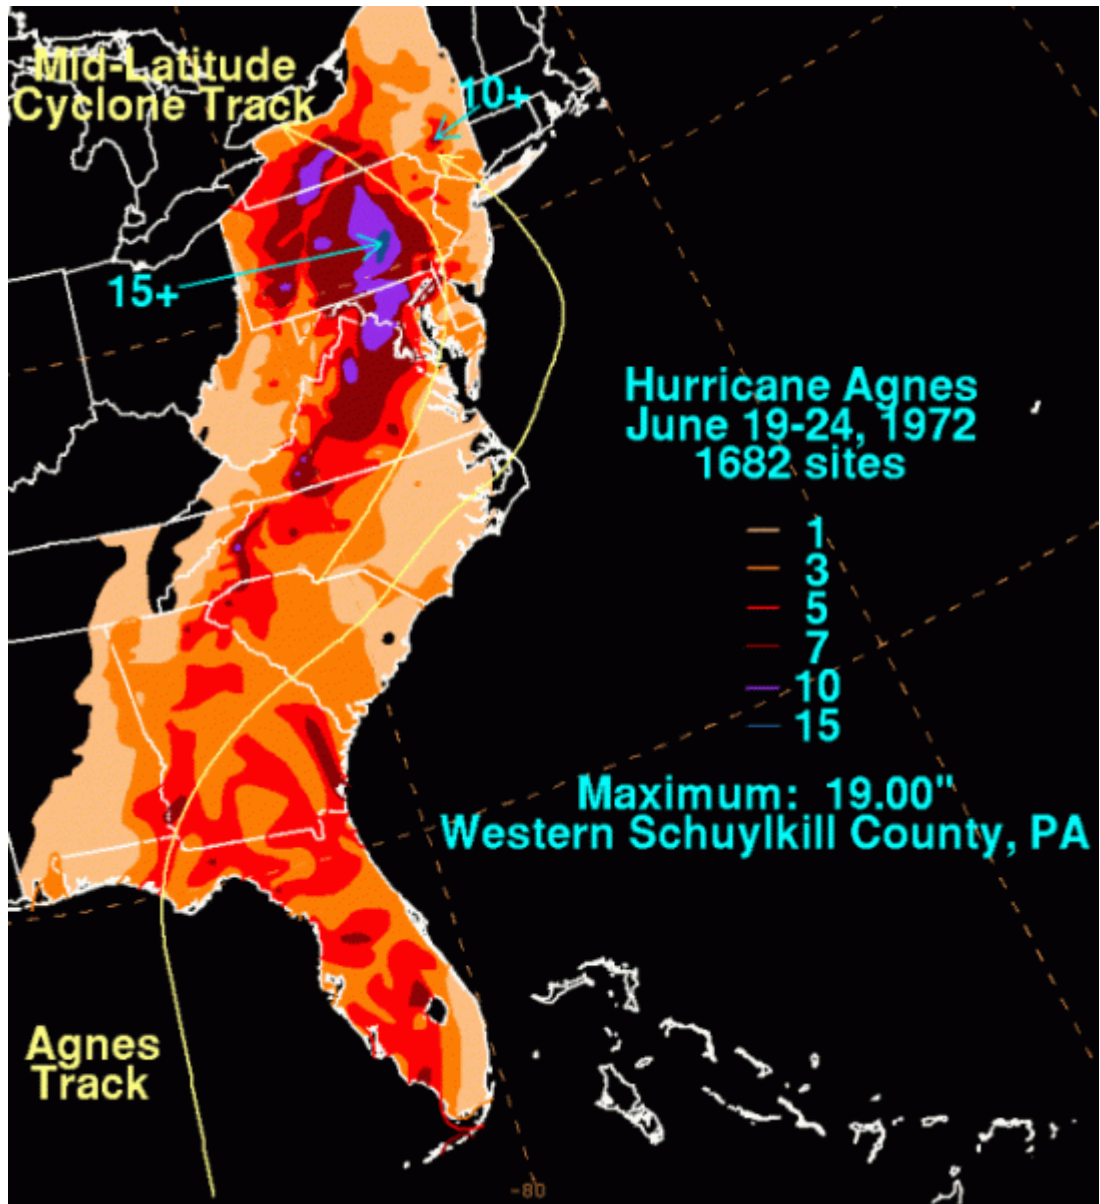 Mid-Latitude
Cyclone Track
10+
15+
Hurricane Agnes
June 19-24, 1972
1682 sites
1
3
5
7
10
15
Maximum: 19.00"
Western Schuylkill County, PA
Agnes
Track
-80